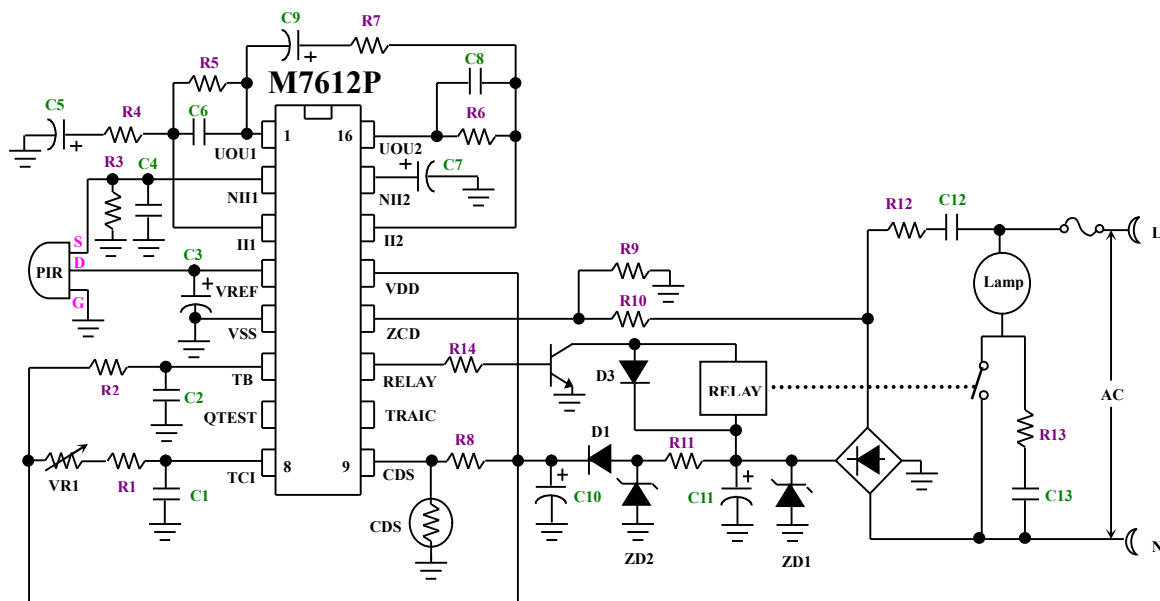 C9
R7
R5
C8
M7612P
C5
R4
C6
R6
1
16
UOU1
UOU2
R3
C4
C7
NII1
NII2
R12
C12
S
II1
II2
L
D
PIR
C3
R9
VREF
VDD
Lamp
G
R10
VSS
ZCD
R14
R2
TB
RELAY
D3
RELAY
C2
AC
QTEST
TRAIC
R8
D1
R11
R13
8
9
CDS
VR1
R1
TCI
C1
C10
C11
C13
CDS
ZD2
ZD1
N